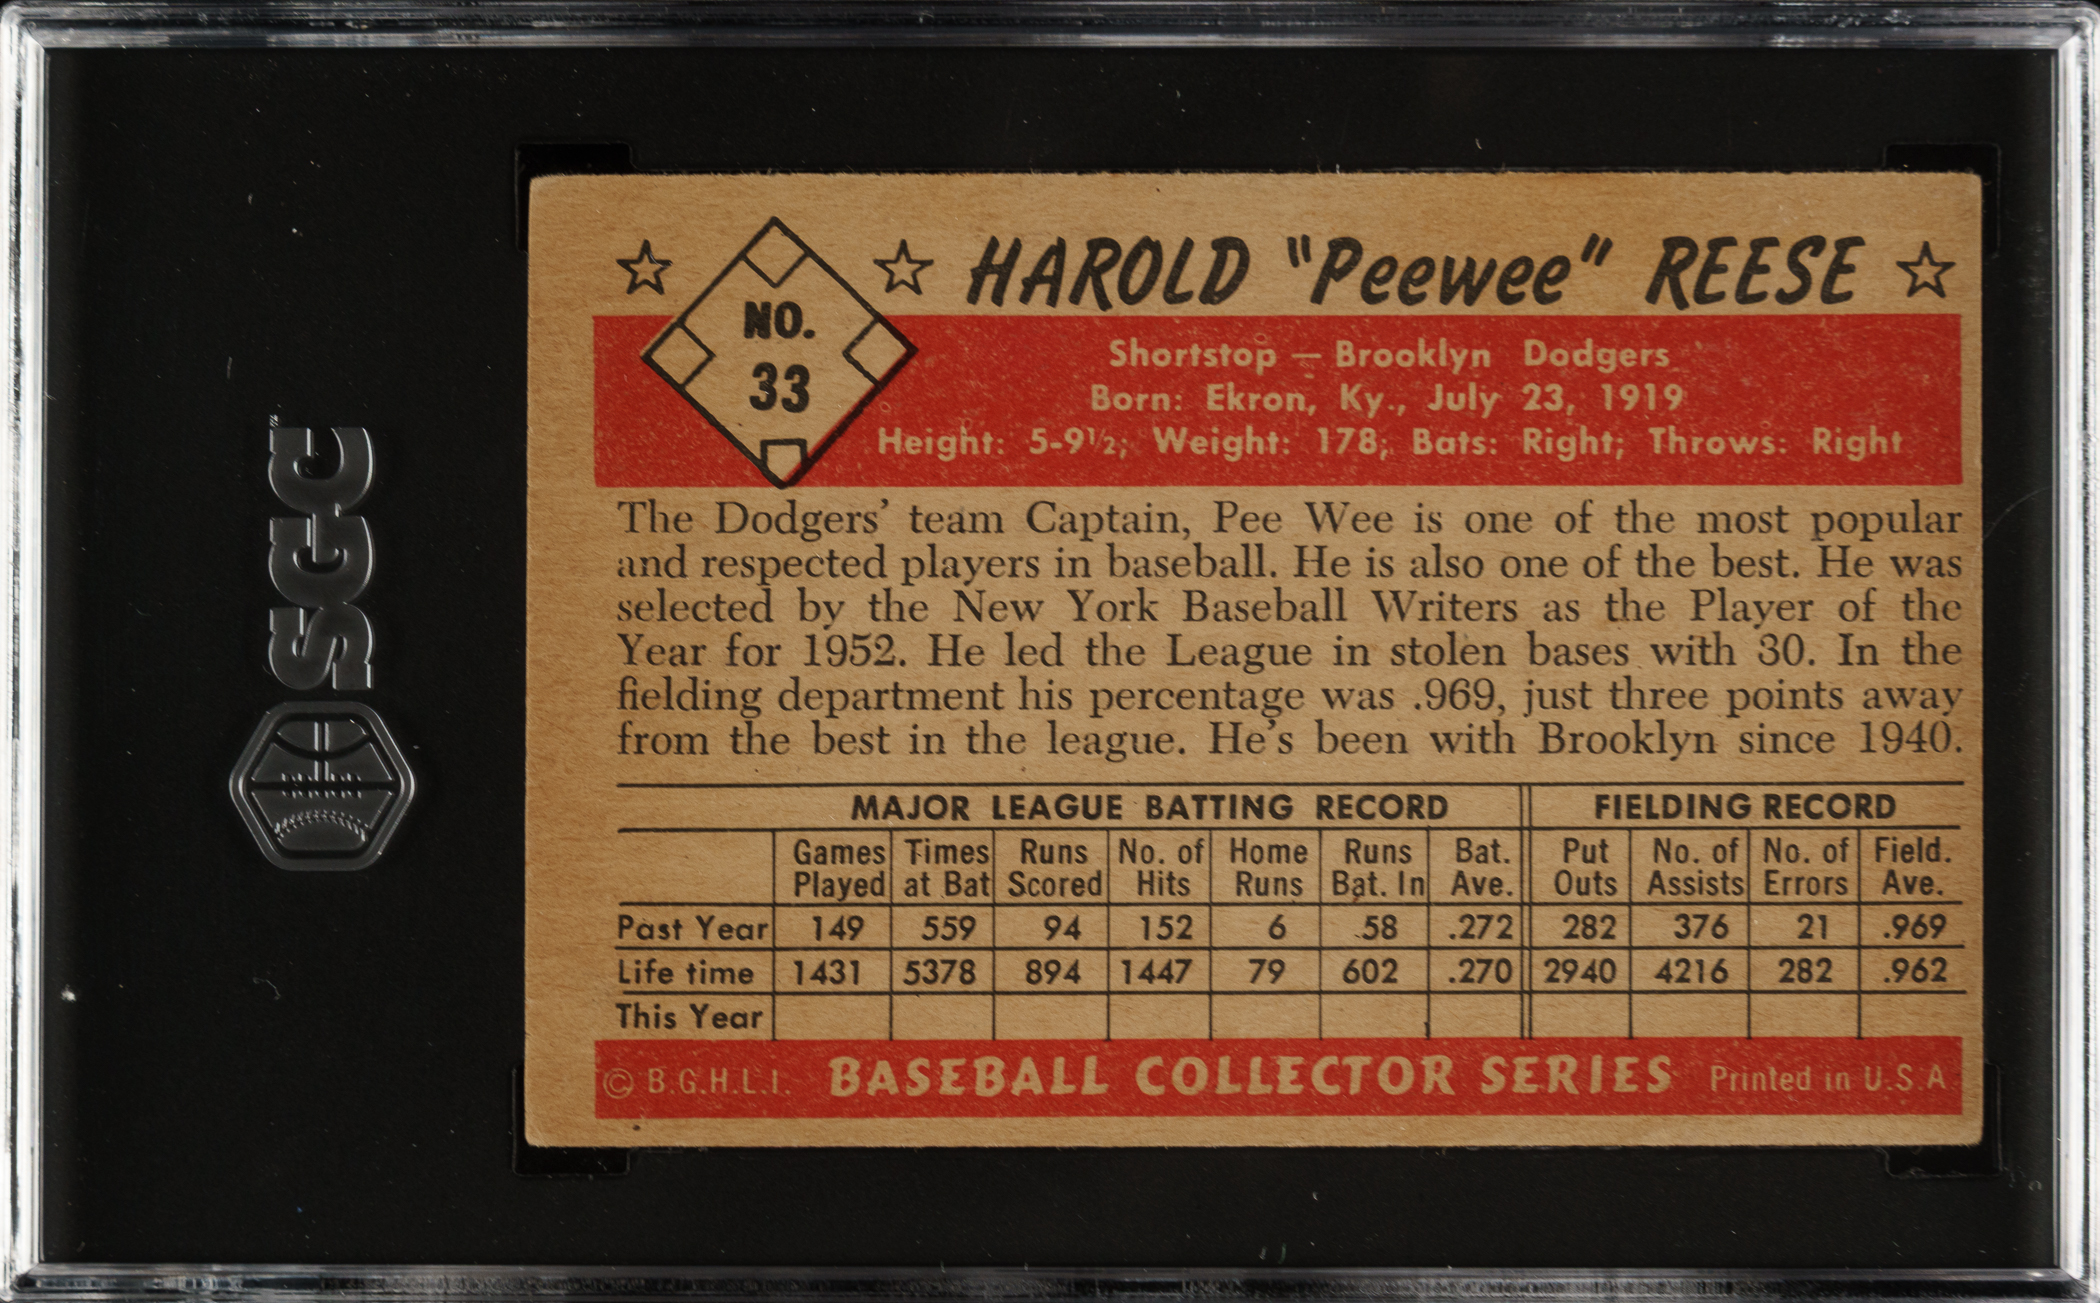 HAROLD "Peewee" REESE
NO.
33
Shortstop — Brooklyn Dodgers
Born: Ekron, Ky., July 23, 1919
Height: 5-9½; Weight: 178; Bats: Right; Throws: Right
The Dodgers' team Captain, Pee Wee is one of the most popular
and respected players in baseball. He is also one of the best. He was
selected by the New York Baseball Writers as the Player of the
Year for 1952. He led the League in stolen bases with 30. In the
fielding department his percentage was .969, just three points away
from the best in the league. He's been with Brooklyn since 1940.
MAJOR LEAGUE BATTING RECORD FIELDING RECORD
Games Times Runs No. of Home Runs Bat. Put No. of No. of Field.
Played at Bat Scored Hits Runs Bat. In Ave. Outs Assists Errors Ave.
Past Year 149 559 94 152 6 58 .272 282 376 21 .969
Life time 1431 5378 894 1447 79 602 .270 2940 4216 282 .962
This Year
© B.G.H.L.I. BASEBALL COLLECTOR SERIES Printed in U.S.A
SGC